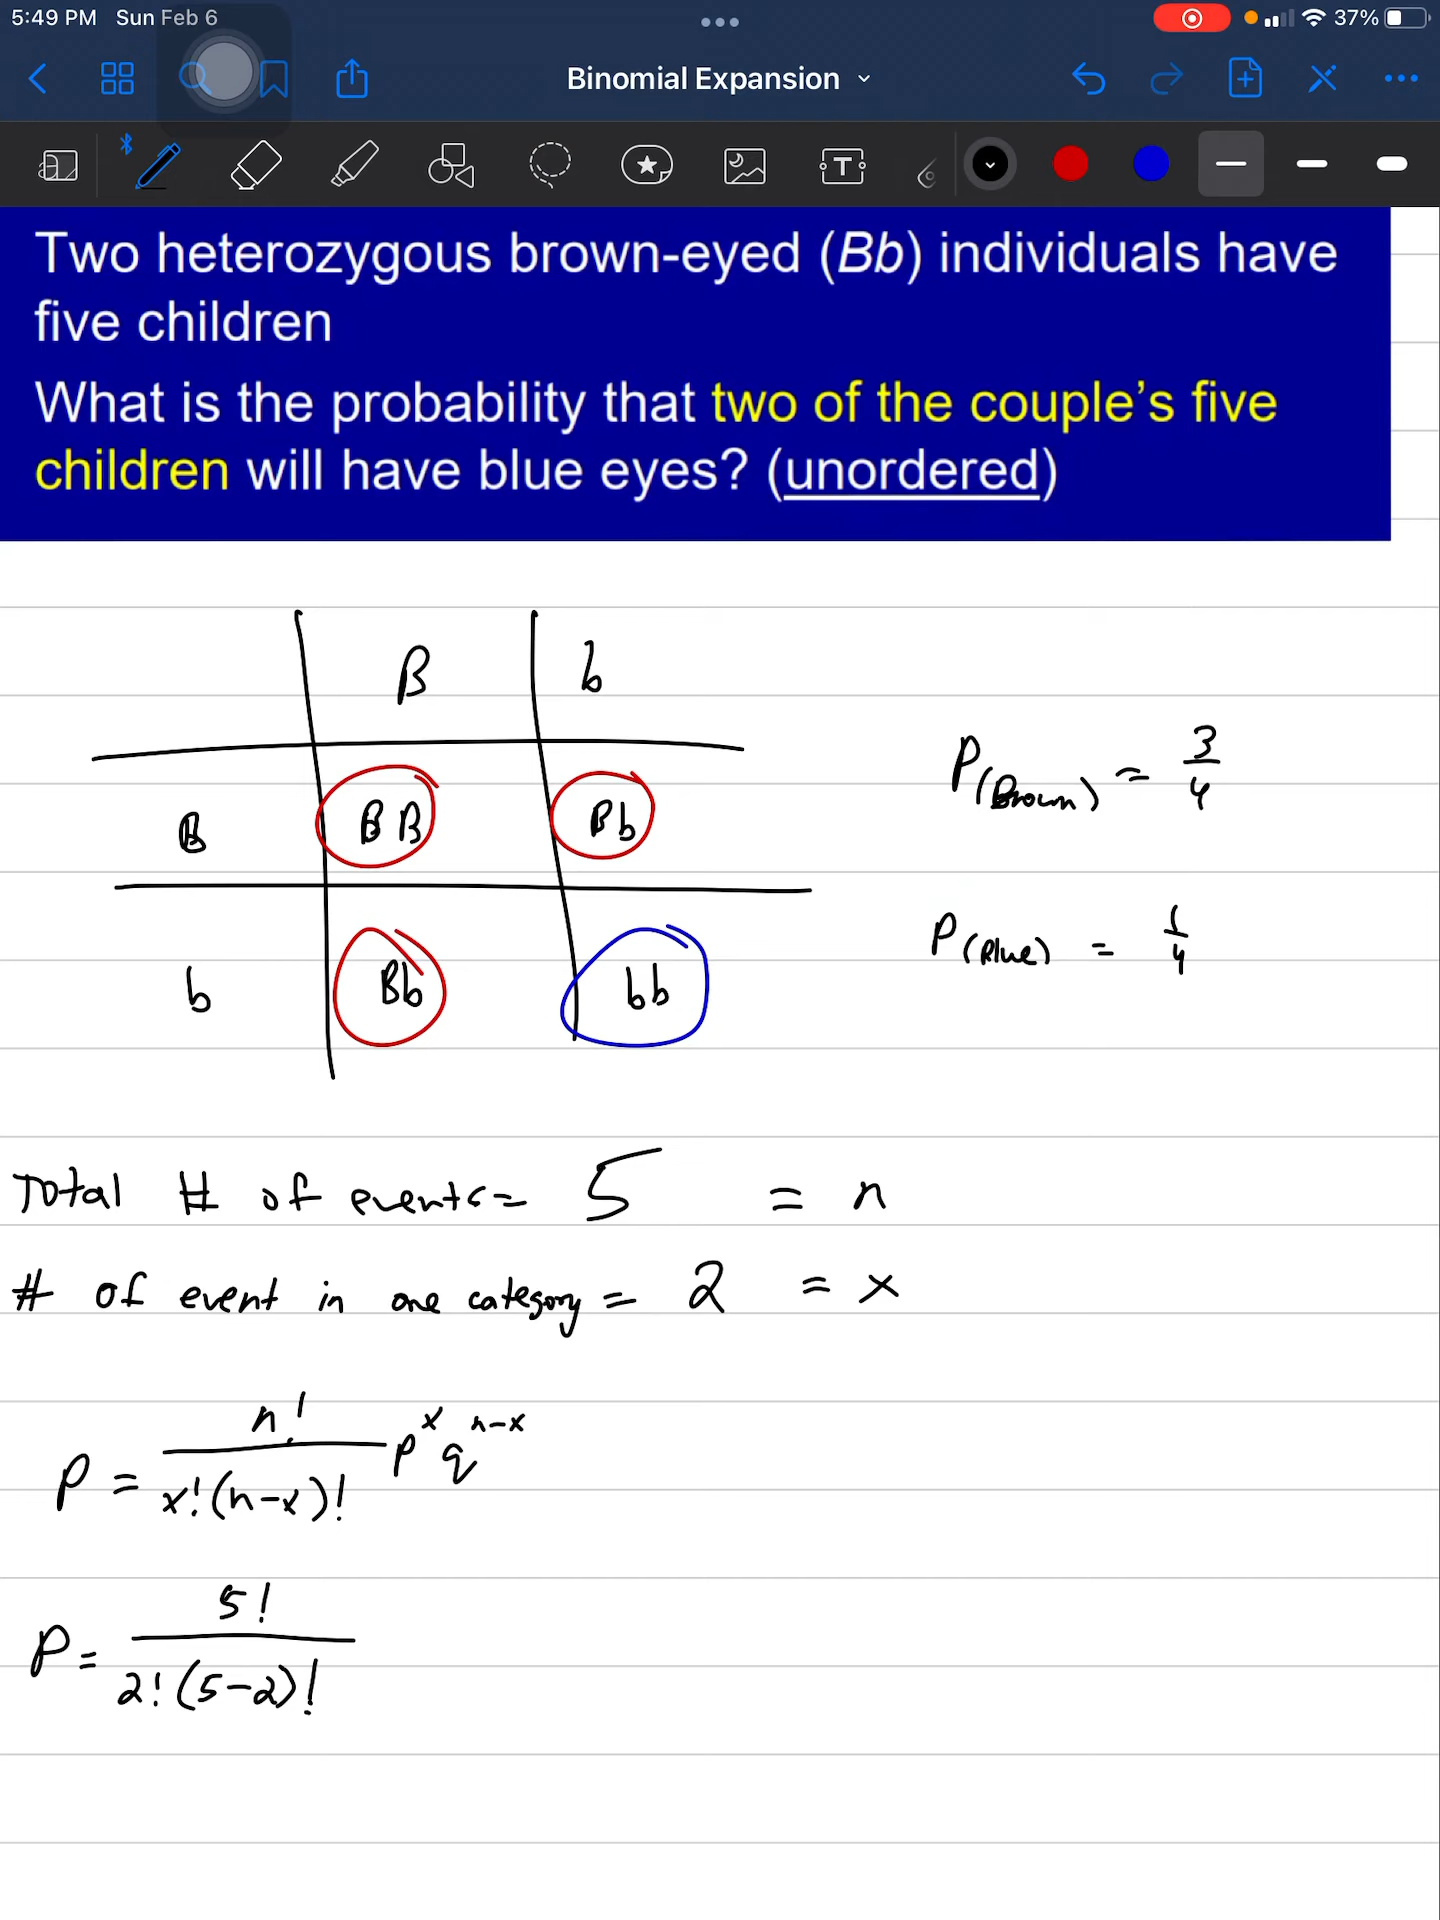 5:49 PM Sun Feb 6
37%
Binomial Expansion
Two heterozygous brown-eyed (Bb) individuals have
five children
What is the probability that two of the couple's five
children will have blue eyes? (unordered)
B b
B BB Bb
b Bb bb
P(Brown) = 3/4
P(Blue) = 1/4
Total # of events = 5 = n
# of event in one category = 2 = x
P = n! / x!(n-x)! p^x q^n-x
P = 5! / 2!(5-2)!